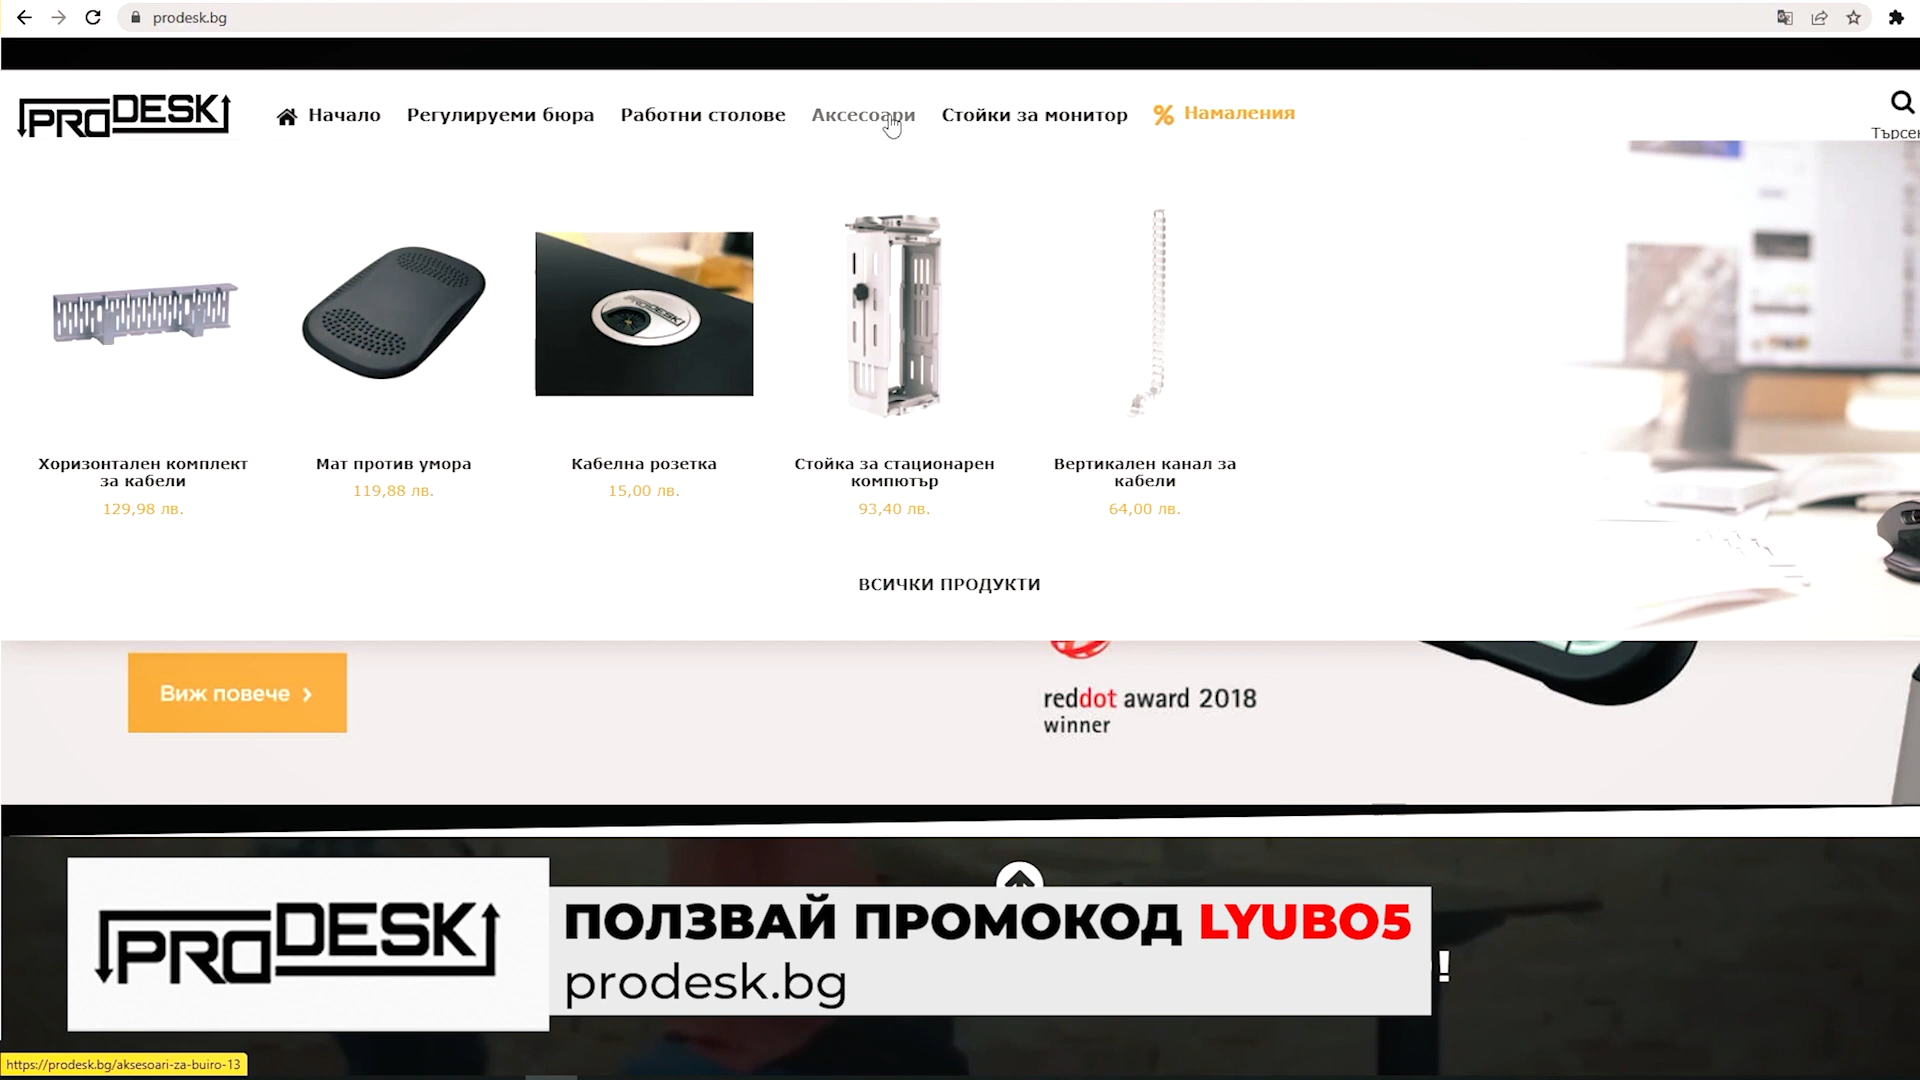 prodesk.bg
PRODESK
Начало
Регулируеми бюра
Работни столове
Аксесоари
Стойки за монитор
% Намаления
PRODESK
Хоризонтален комплект
за кабели
129,98 лв.
Мат против умора
119,88 лв.
Кабелна розетка
15,00 лв.
Стойка за стационарен
компютър
93,40 лв.
Вертикален канал за
кабели
64,00 лв.
ВСИЧКИ ПРОДУКТИ
Виж повече
reddot award 2018
winner
PRODESK
ПОЛЗВАЙ ПРОМОКОД LYUBO5
prodesk.bg
!
https://prodesk.bg/aksesoari-za-buiro-13